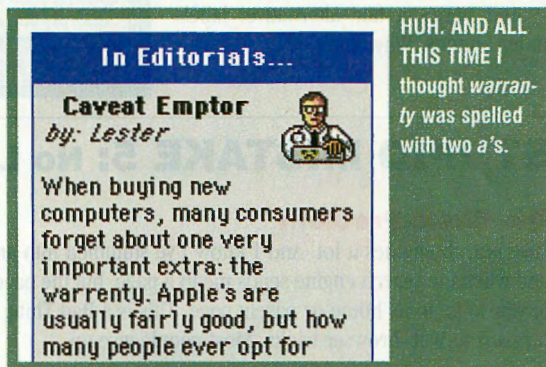 In Editorials...
Caveat Emptor
by: Lester
When buying new
computers, many consumers
forget about one very
important extra: the
warrenty. Apple's are
usually fairly good, but how
many people ever opt for
HUH. AND ALL
THIS TIME I
thought warran-
ty was spelled
with two a's.